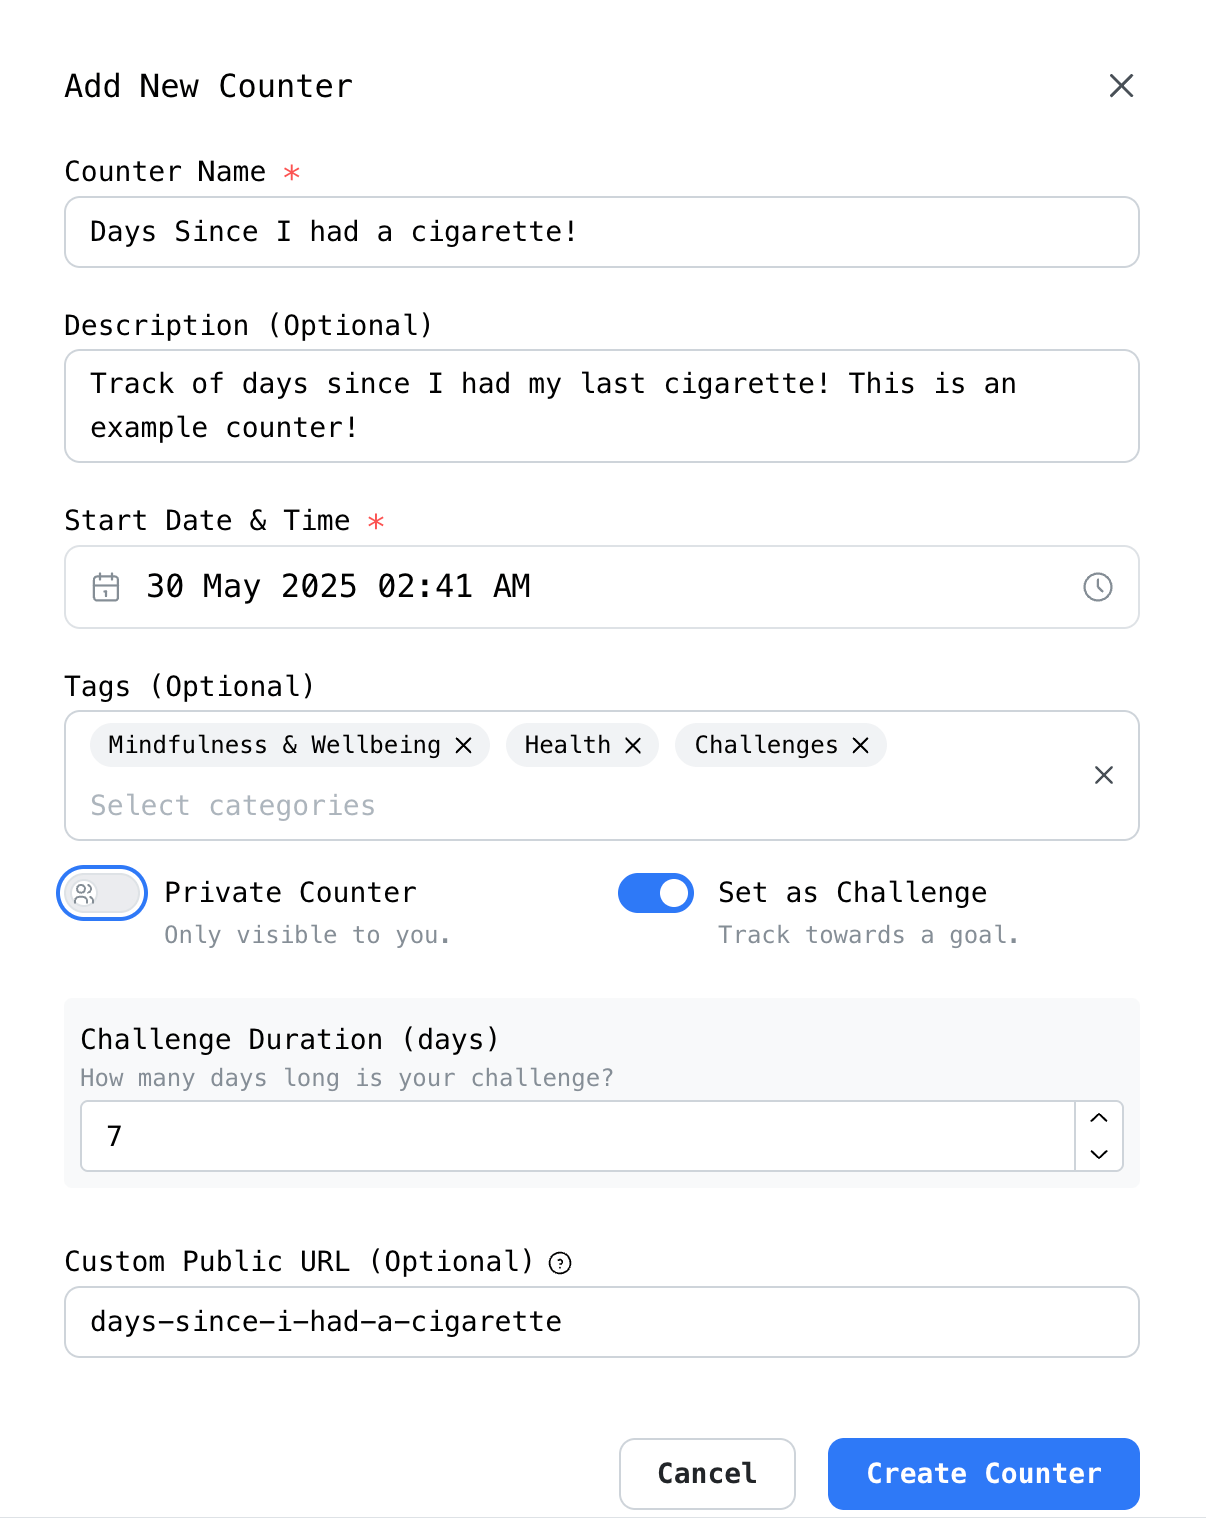 Add New Counter
Counter Name *
Days Since I had a cigarette!
Description (Optional)
Track of days since I had my last cigarette! This is an
example counter!
Start Date & Time *
30 May 2025 02:41 AM
Tags (Optional)
Mindfulness & Wellbeing Health Challenges
Select categories
Private Counter
Only visible to you.
Set as Challenge
Track towards a goal.
Challenge Duration (days)
How many days long is your challenge?
7
Custom Public URL (Optional) ?
days-since-i-had-a-cigarette
Cancel Create Counter